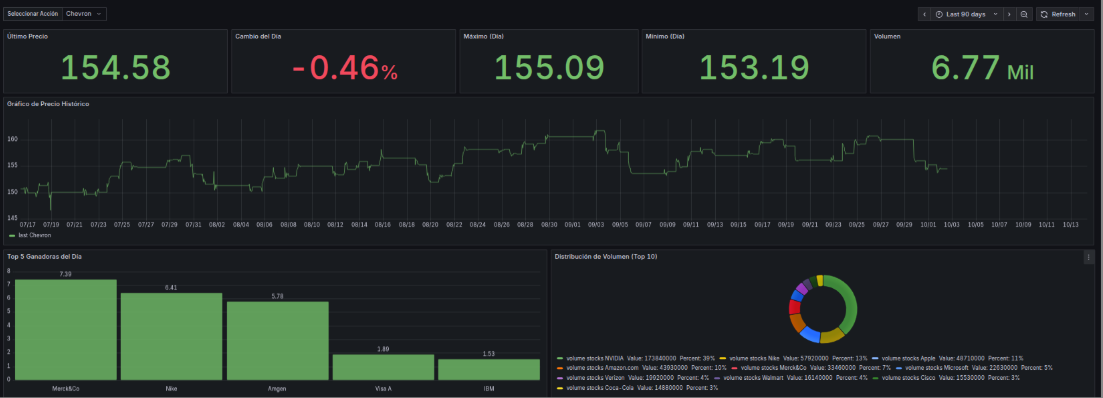 Seleccionar Acción Chevron
Last 90 days Refresh
Último Precio Cambio del Día Máximo (Día) Mínimo (Día) Volumen
154.58 -0.46% 155.09 153.19 6.77 Mil
Gráfico de Precio Histórico
160
155
150
145
07/17 07/19 07/21 07/23 07/25 07/27 07/29 07/31 08/02 08/04 08/06 08/08 08/10 08/12 08/14 08/16 08/18 08/20 08/22 08/24 08/26 08/28 08/30 09/01 09/03 09/05 09/07 09/09 09/11 09/13 09/15 09/17 09/19 09/21 09/23 09/25 09/27 09/29 10/01 10/03 10/05 10/07 10/09 10/11 10/13
last Chevron
Top 5 Ganadoras del Día
8
7
6
5
4
3
2
1
0
7.39 6.41 5.78 1.89 1.53
Merck&Co Nike Amgen Visa A IBM
Distribución de Volumen (Top 10)
volume stocks NVIDIA Value: 173840000 Percent: 39% volume stocks Nike Value: 57920000 Percent: 13% volume stocks Apple Value: 48710000 Percent: 11%
volume stocks Amazon.com Value: 43930000 Percent: 10% volume stocks Merck&Co Value: 33460000 Percent: 7% volume stocks Microsoft Value: 22630000 Percent: 5%
volume stocks Verizon Value: 19920000 Percent: 4% volume stocks Walmart Value: 16140000 Percent: 4% volume stocks Cisco Value: 15530000 Percent: 3%
volume stocks Coca-Cola Value: 14880000 Percent: 3%